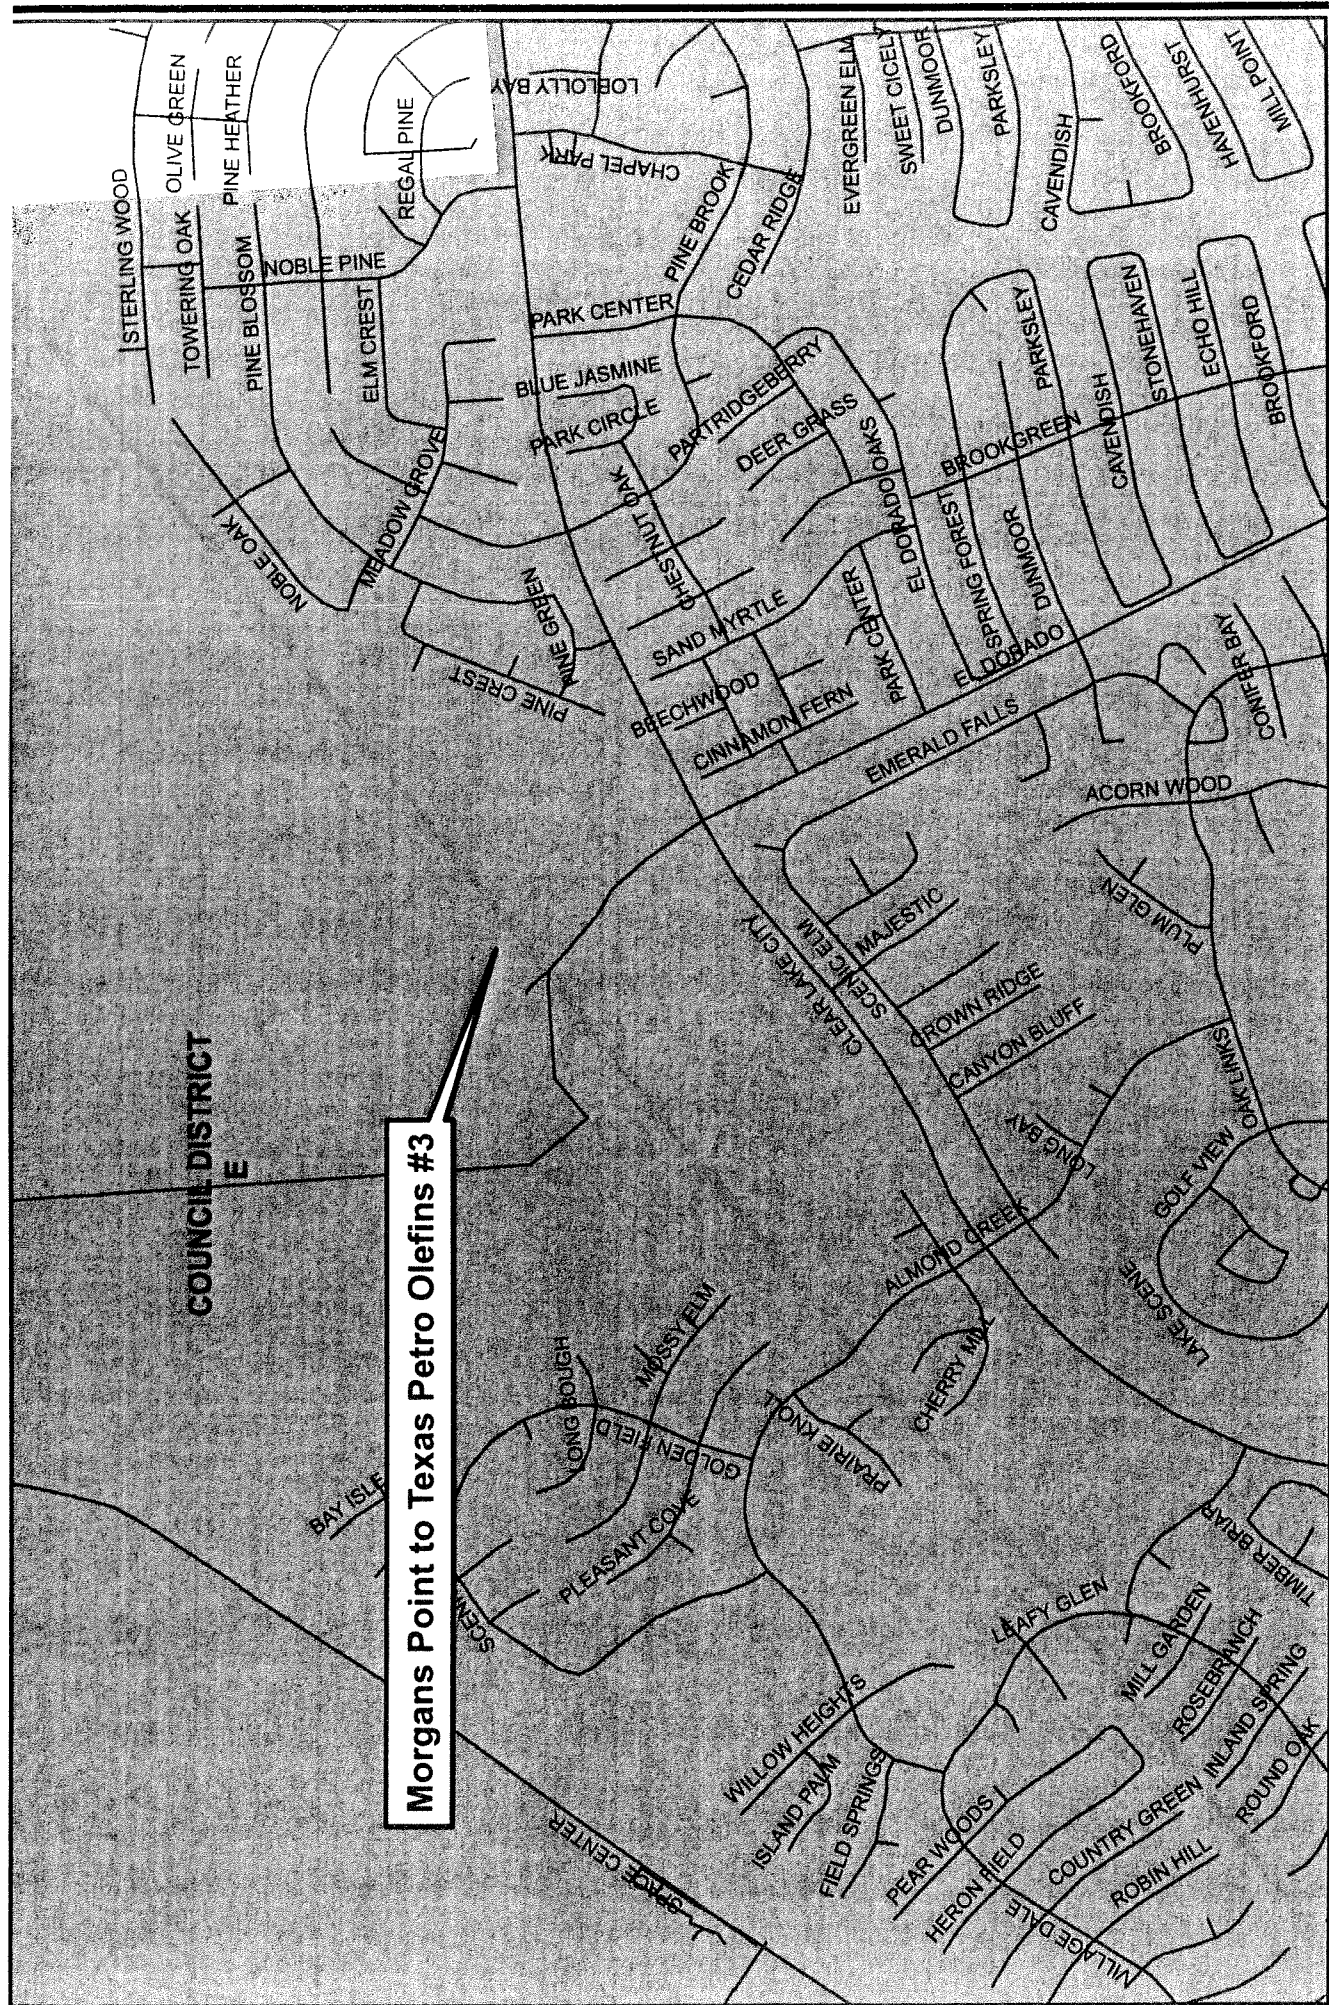 STERLING WOOD
OLIVE GREEN
PINE HEATHER
TOWERING OAK
PINE BLOSSOM
NOBLE PINE
REGAL PINE
ELM CREST
LOBLOLLY BAY
CHAPEL PARK
PINE BROOK
CEDAR RIDGE
EVERGREEN ELM
SWEET CICELY
DUNMOOR
PARKSLEY
CAVENDISH
BROOKFORD
HAVENHURST
MILL POINT
PARK CENTER
BLUE JASMINE
PARK CIRCLE
PARTRIDGEBERRY
DEER GRASS
EL DORADO OAKS
BROOKGREEN
PARKSLEY
CAVENDISH
STONEHAVEN
ECHO HILL
BROOKFORD
NOBLE OAK
MEADOW GROVE
PINE GREEN
PINE CREST
CHESTNUT OAK
SAND MYRTLE
BEECHWOOD
CINNAMON FERN
PARK CENTER
SPRING FOREST
DUNMOOR
EL DORADO
EMERALD FALLS
CONIFER BAY
ACORN WOOD
PLUM GLEN
CLEAR LAKE CITY
SCENIC ELM
MAJESTIC
CROWN RIDGE
CANYON BLUFF
LONG BAY
OAK LINKS
GOLF VIEW
LAKE SCENE
ALMOND CREEK
COUNCIL DISTRICT
E
Morgans Point to Texas Petro Olefins #3
MOSSY ELM
LONG BOUGH
GOLDEN FIELD
PRAIRIE KNOLL
CHERRY MILL
BAY ISLE
PLEASANT COVE
SCENI
TIMBER BRIAR
LEAFY GLEN
MILL GARDEN
ROSEBRANCH
INLAND SPRING
ROUND OAK
WILLOW HEIGHTS
ISLAND PALM
FIELD SPRINGS
PEAR WOODS
HERON FIELD
COUNTRY GREEN
ROBIN HILL
VILLAGE DALE
SPACE CENTER